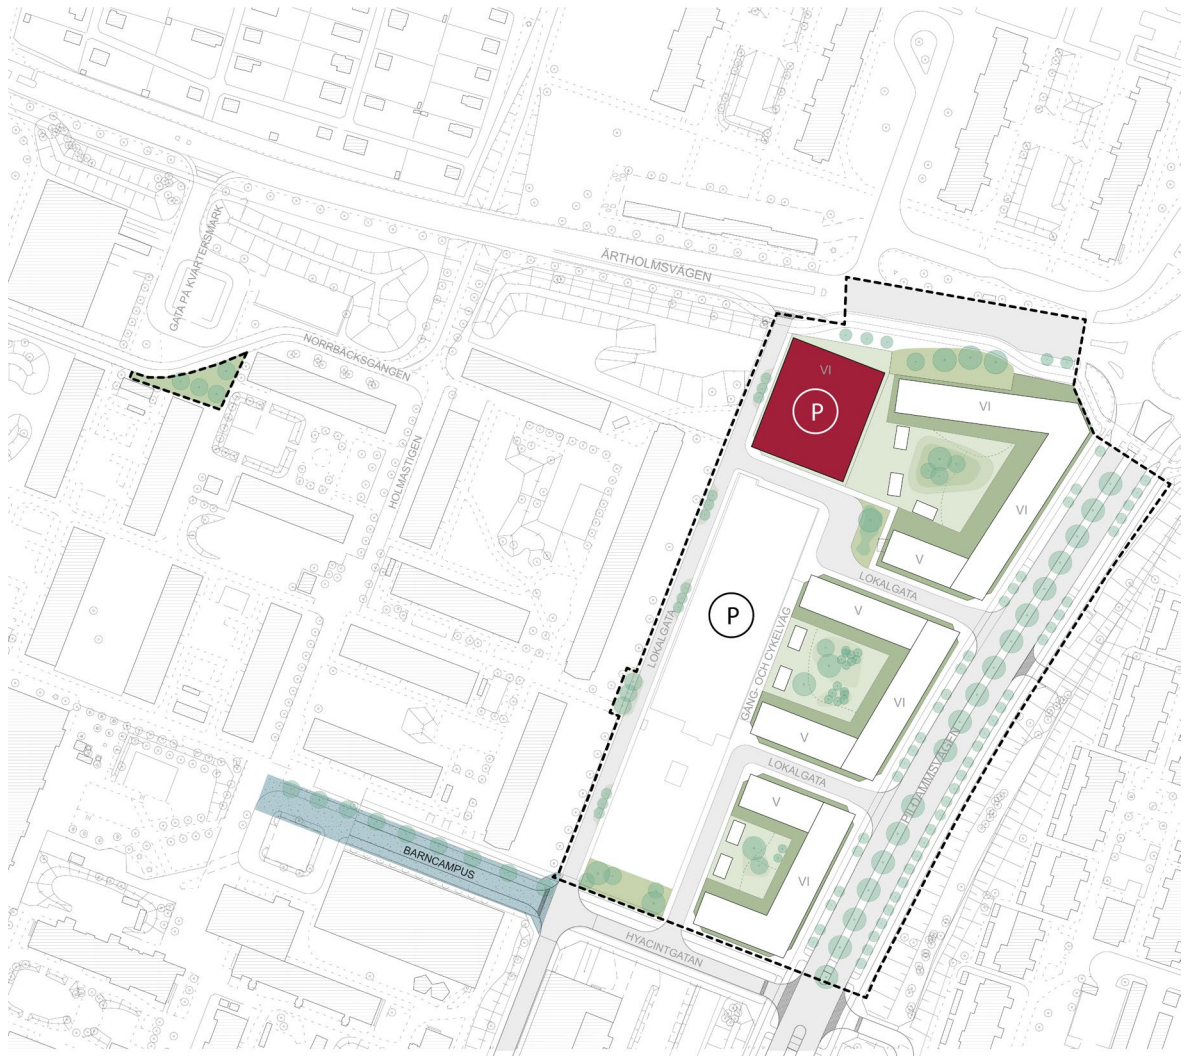 GATA PÅ KVARTERSMARK
ÄRTHOLMSVÄGEN
NORRBÄCKSGÅNGEN
HOLMASTIGEN
VI
P
VI
VI
V
LOKALGATA
V
P
LOKALGATA
GÅNG- OCH CYKELVÄG
VI
V
LOKALGATA
PILDAMMSVÄGEN
V
BARNCAMPUS
VI
V
HYACINTGATAN